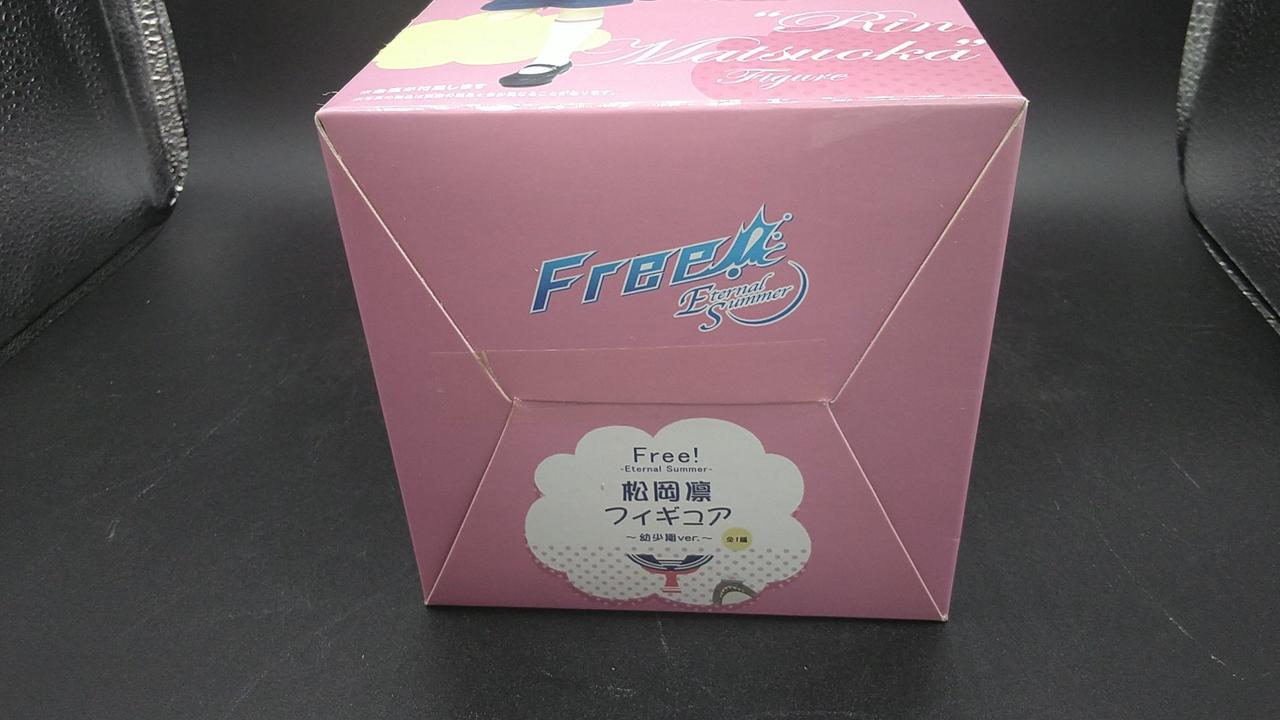 “Rin
Matsuoka”
Figure
Free!
Eternal
Summer
Free!
-Eternal Summer-
松岡凛
フィギュア
～幼少期ver.～
全1種